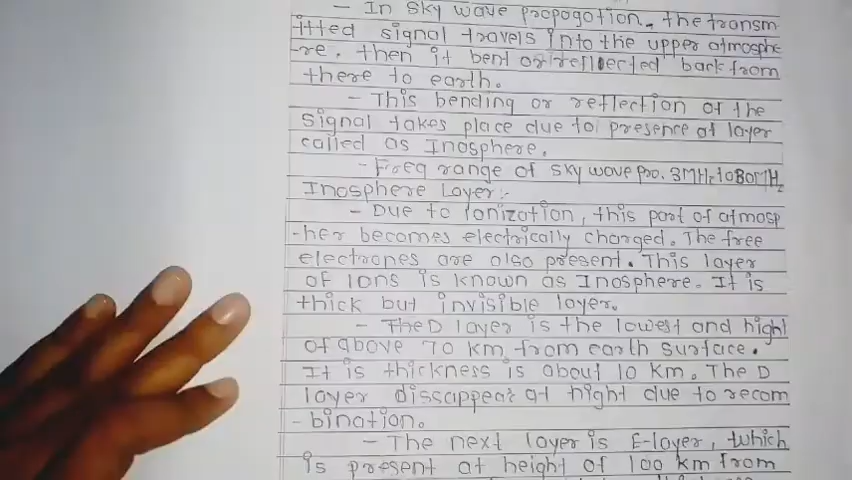 - In sky wave propogation, the transm
itted signal travels into the upper atmosphe
-re. then it bent or reflected back from
there to earth.
- This bending or reflection of the
signal takes place due to presence of layer
called as Inosphere.
- Freq range of sky wave pro. 3MHz to 30MHz
Inosphere Layer:-
- Due to Ionization, this part of atmosp
-her becomes electrically charged. The free
electrones are also present. This layer
of Ions is known as Inosphere. It is
thick but invisible layer.
- The D layer is the lowest and hight
of above 70 km from earth surface.
It is thickness is about 10 km. The D
layer disscappear at night due to recom
-bination.
- The next layer is E-layer, which
is present at height of 100 km from